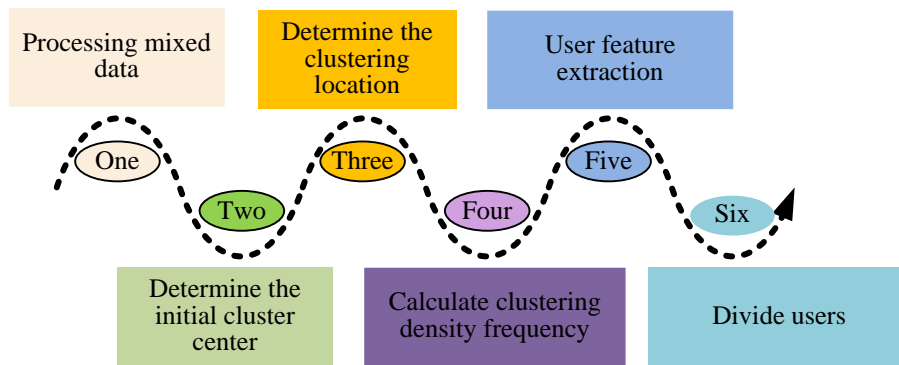 Processing mixed
data
Determine the
clustering
location
User feature
extraction
One
Three
Five
Two
Four
Six
Determine the
initial cluster
center
Calculate clustering
density frequency
Divide users